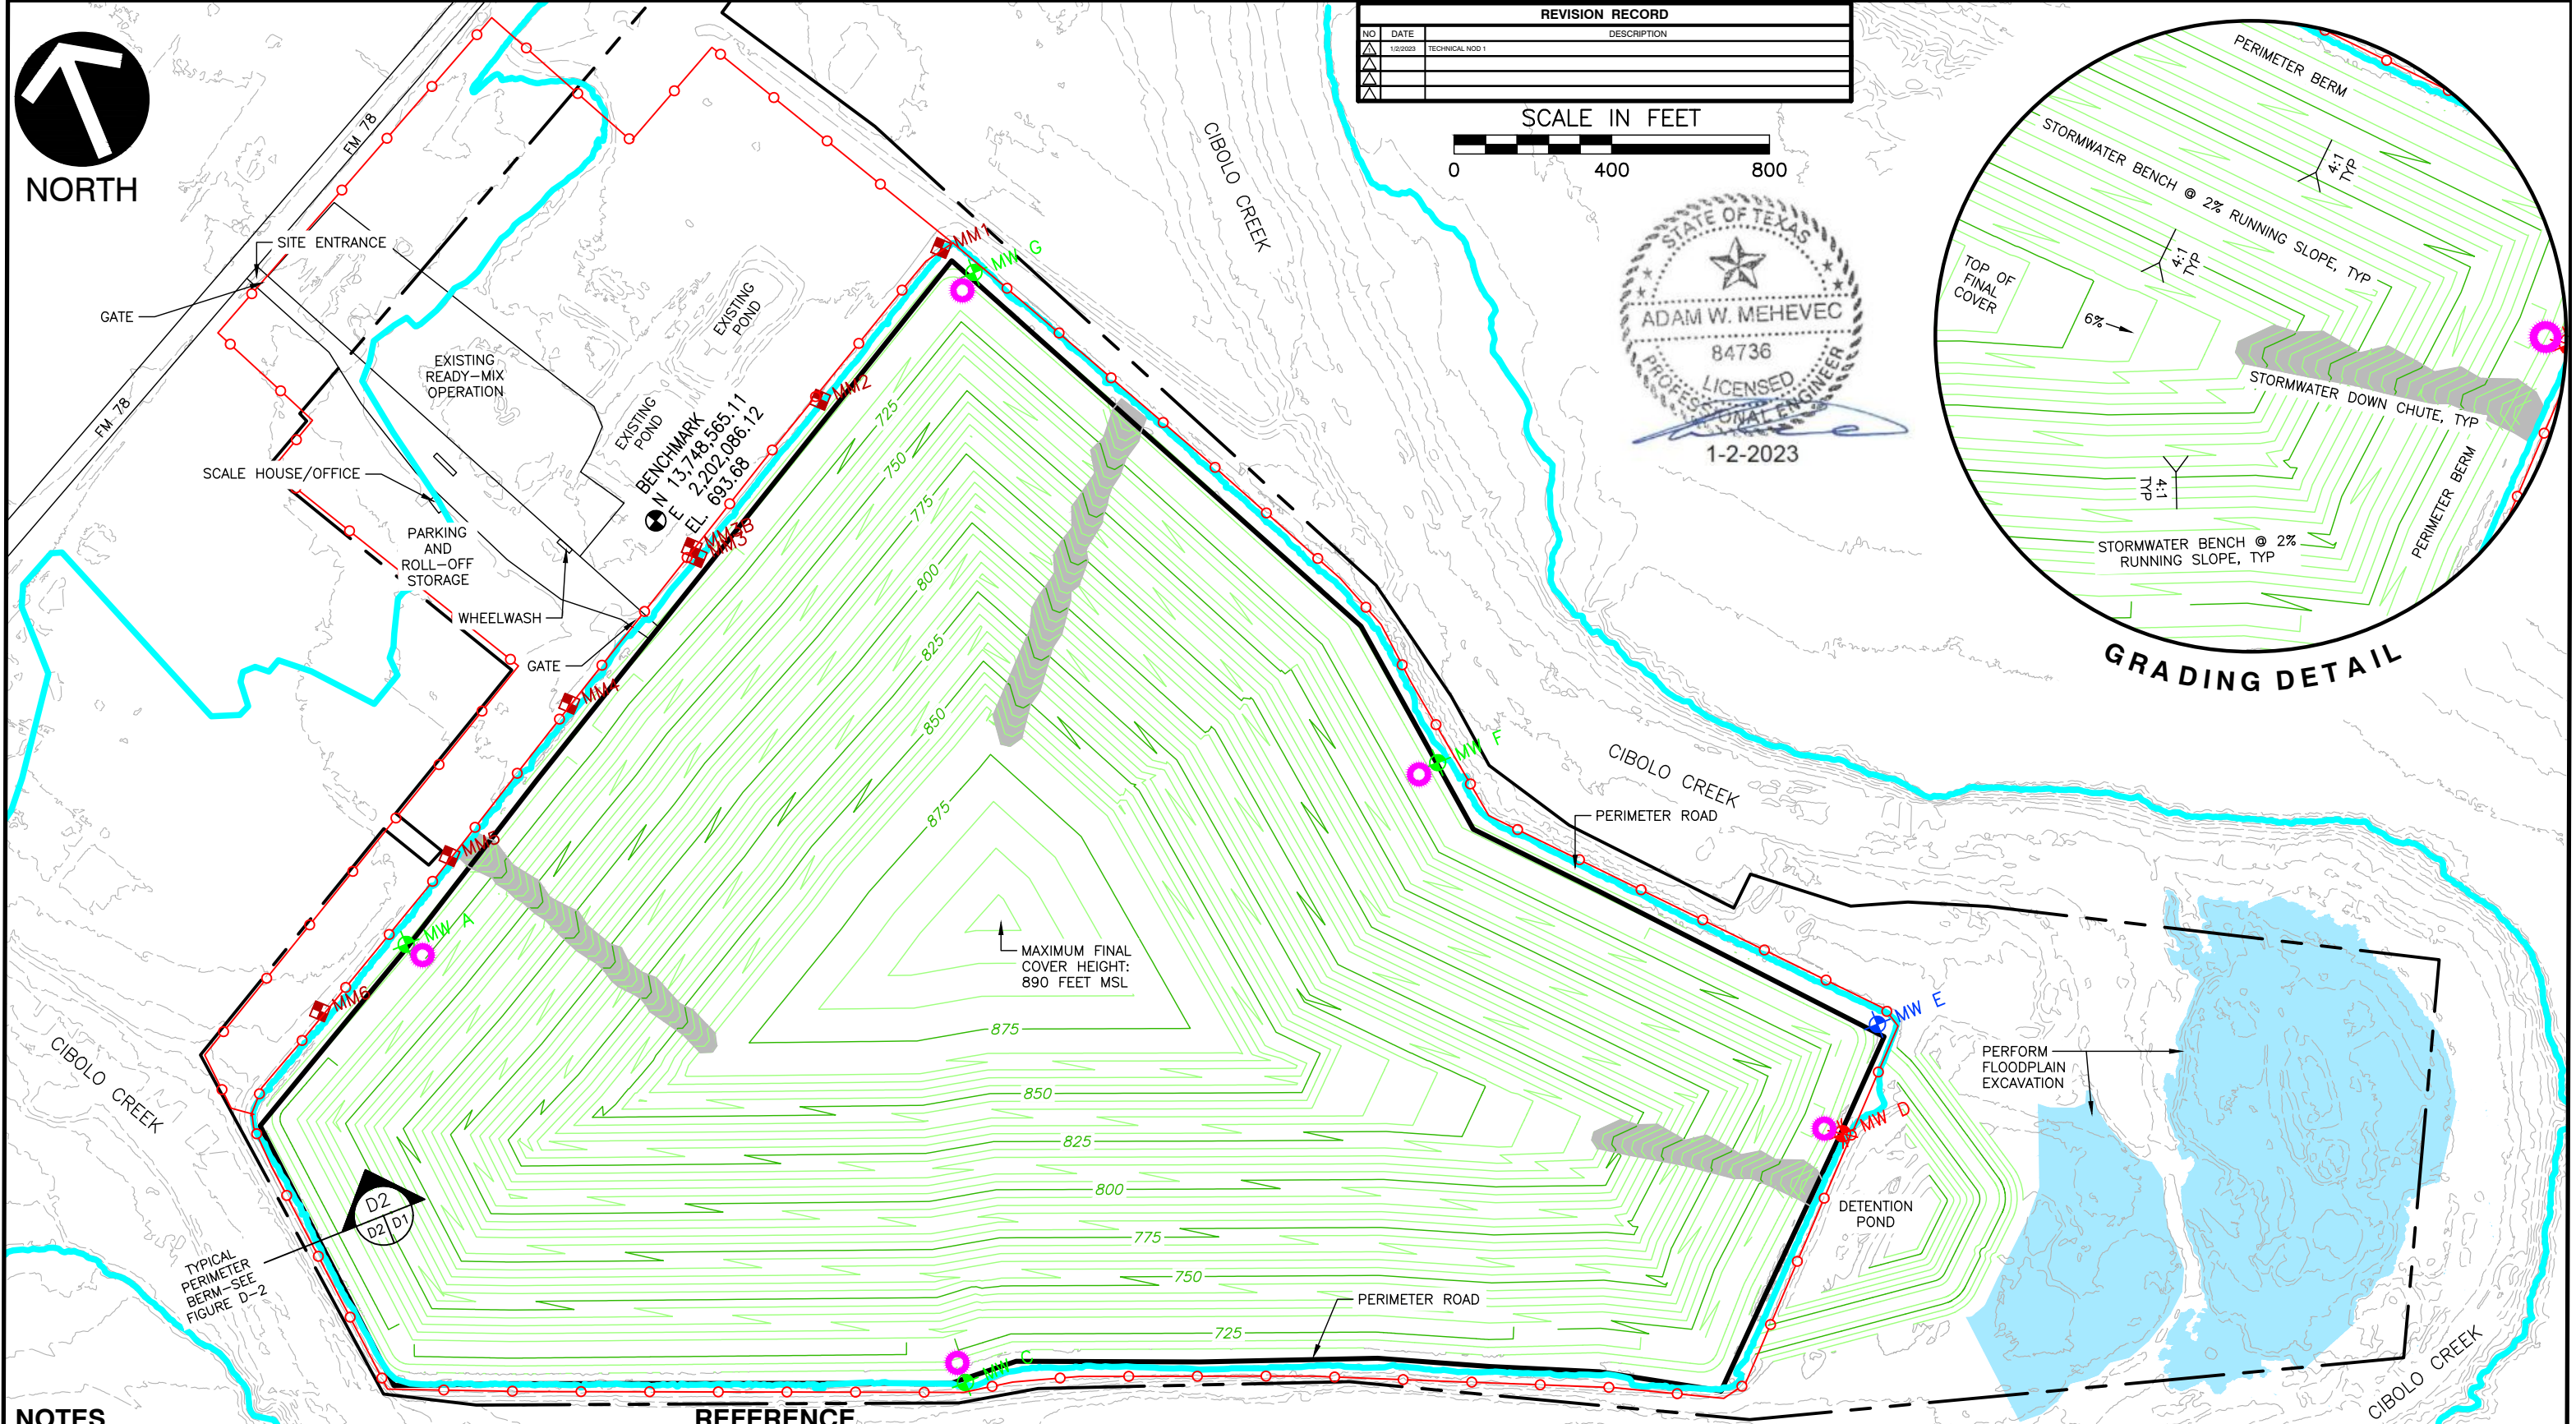 REVISION RECORD
NO DATE DESCRIPTION
1/2/2023 TECHNICAL NOD 1
SCALE IN FEET
0 400 800
NORTH
FM 78
FM 78
SITE ENTRANCE
GATE
EXISTING
READY-MIX
OPERATION
EXISTING
POND
EXISTING
POND
SCALE HOUSE/OFFICE
PARKING
AND
ROLL-OFF
STORAGE
WHEELWASH
GATE
BENCHMARK
N 13,748,565.11
E 2,202,086.12
EL. 693.68
MM1
MM2
MM3
MM4
MM5
MM6
MW G
MW F
MW E
MW D
MW C
MW A
CIBOLO CREEK
CIBOLO CREEK
CIBOLO CREEK
CIBOLO CREEK
725
750
775
800
825
850
875
875
850
825
800
775
750
725
MAXIMUM FINAL
COVER HEIGHT:
890 FEET MSL
PERIMETER ROAD
PERIMETER ROAD
PERFORM
FLOODPLAIN
EXCAVATION
DETENTION
POND
D2
D2 D1
TYPICAL
PERIMETER
BERM-SEE
FIGURE D-2
STATE OF TEXAS
ADAM W. MEHEVEC
84736
LICENSED
PROFESSIONAL ENGINEER
1-2-2023
PERIMETER BERM
STORMWATER BENCH @ 2% RUNNING SLOPE, TYP
4:1
TYP
4:1
TYP
TOP OF
FINAL
COVER
6%
STORMWATER DOWN CHUTE, TYP
4:1
TYP
PERIMETER BERM
STORMWATER BENCH @ 2%
RUNNING SLOPE, TYP
GRADING DETAIL
NOTES
REFERENCE